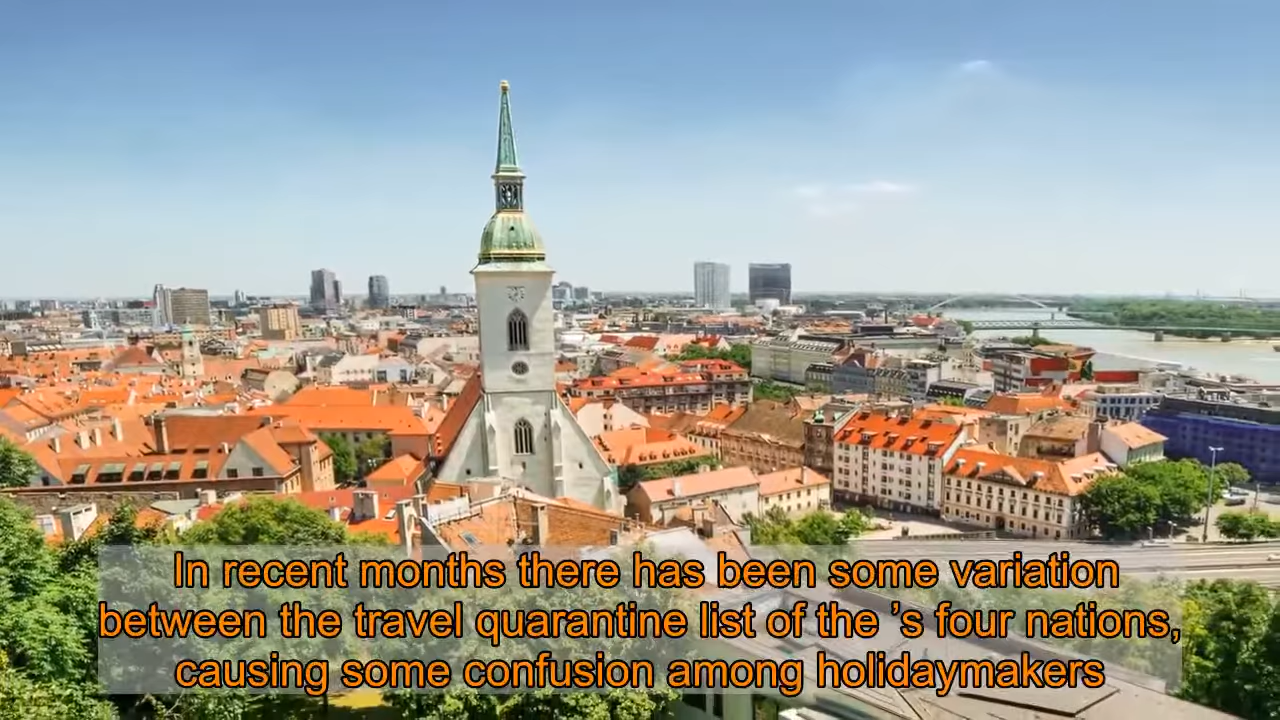 In recent months there has been some variation
between the travel quarantine list of the ’s four nations,
causing some confusion among holidaymakers